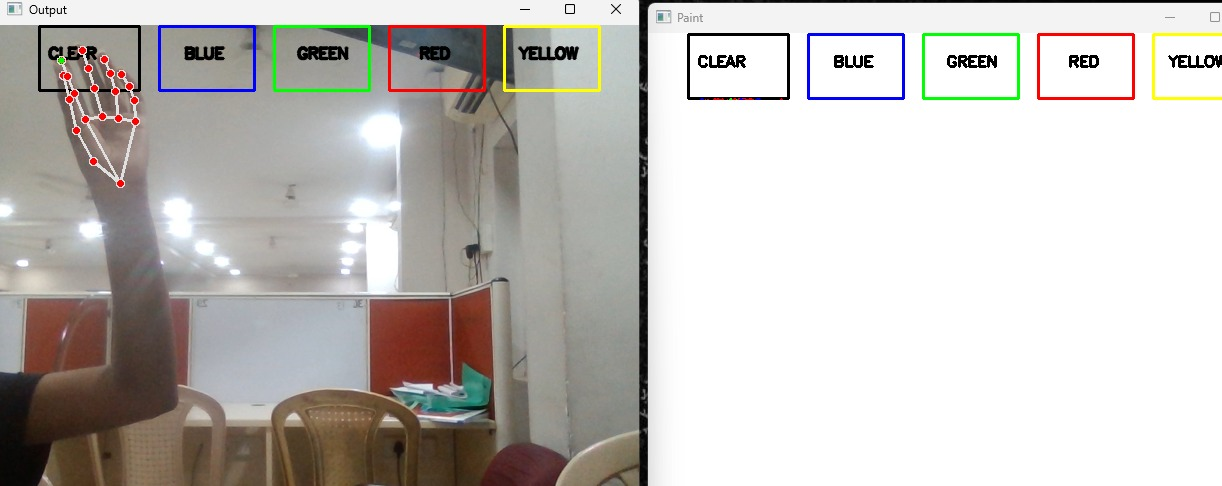 Output
CLEAR BLUE GREEN RED YELLOW
Paint
CLEAR BLUE GREEN RED YELLOW